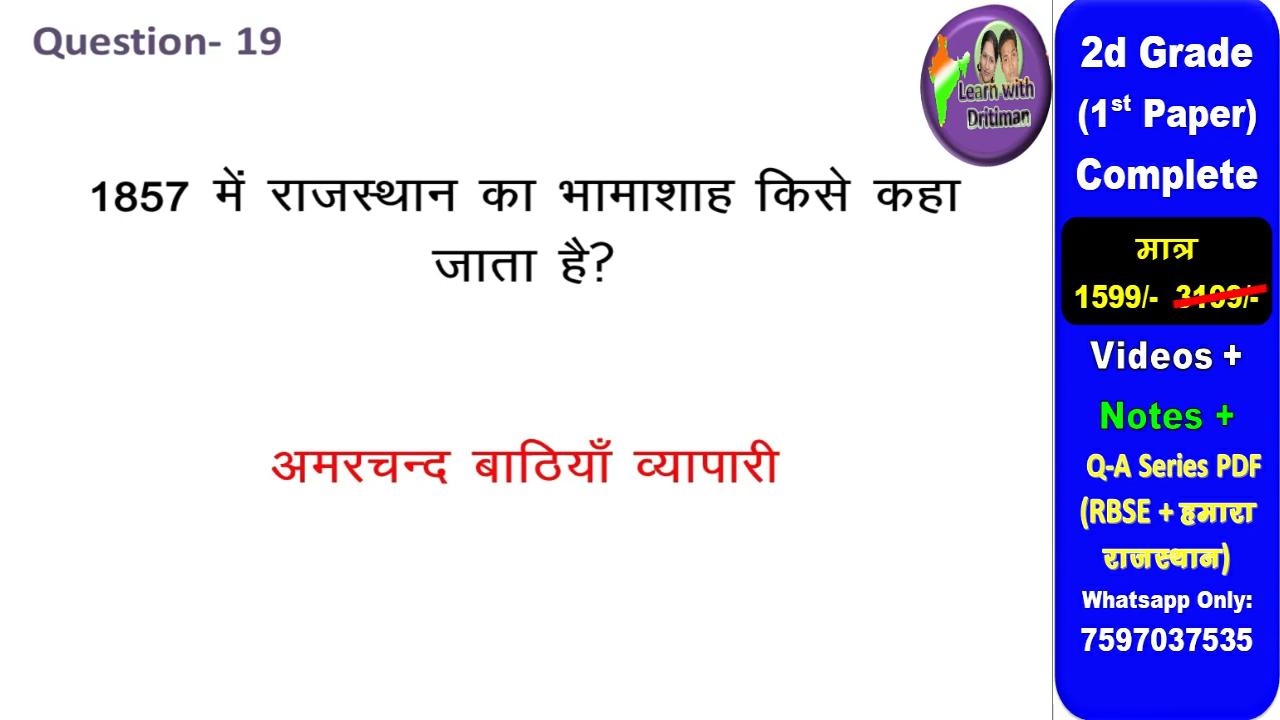 Question- 19
1857 में राजस्थान का भामाशाह किसे कहा
जाता है?
अमरचन्द बाठियाँ व्यापारी
Learn with
Dritiman
2d Grade
(1st Paper)
Complete
मात्र
1599/- 3199/-
Videos +
Notes +
Q-A Series PDF
(RBSE + हमारा
राजस्थान)
Whatsapp Only:
7597037535